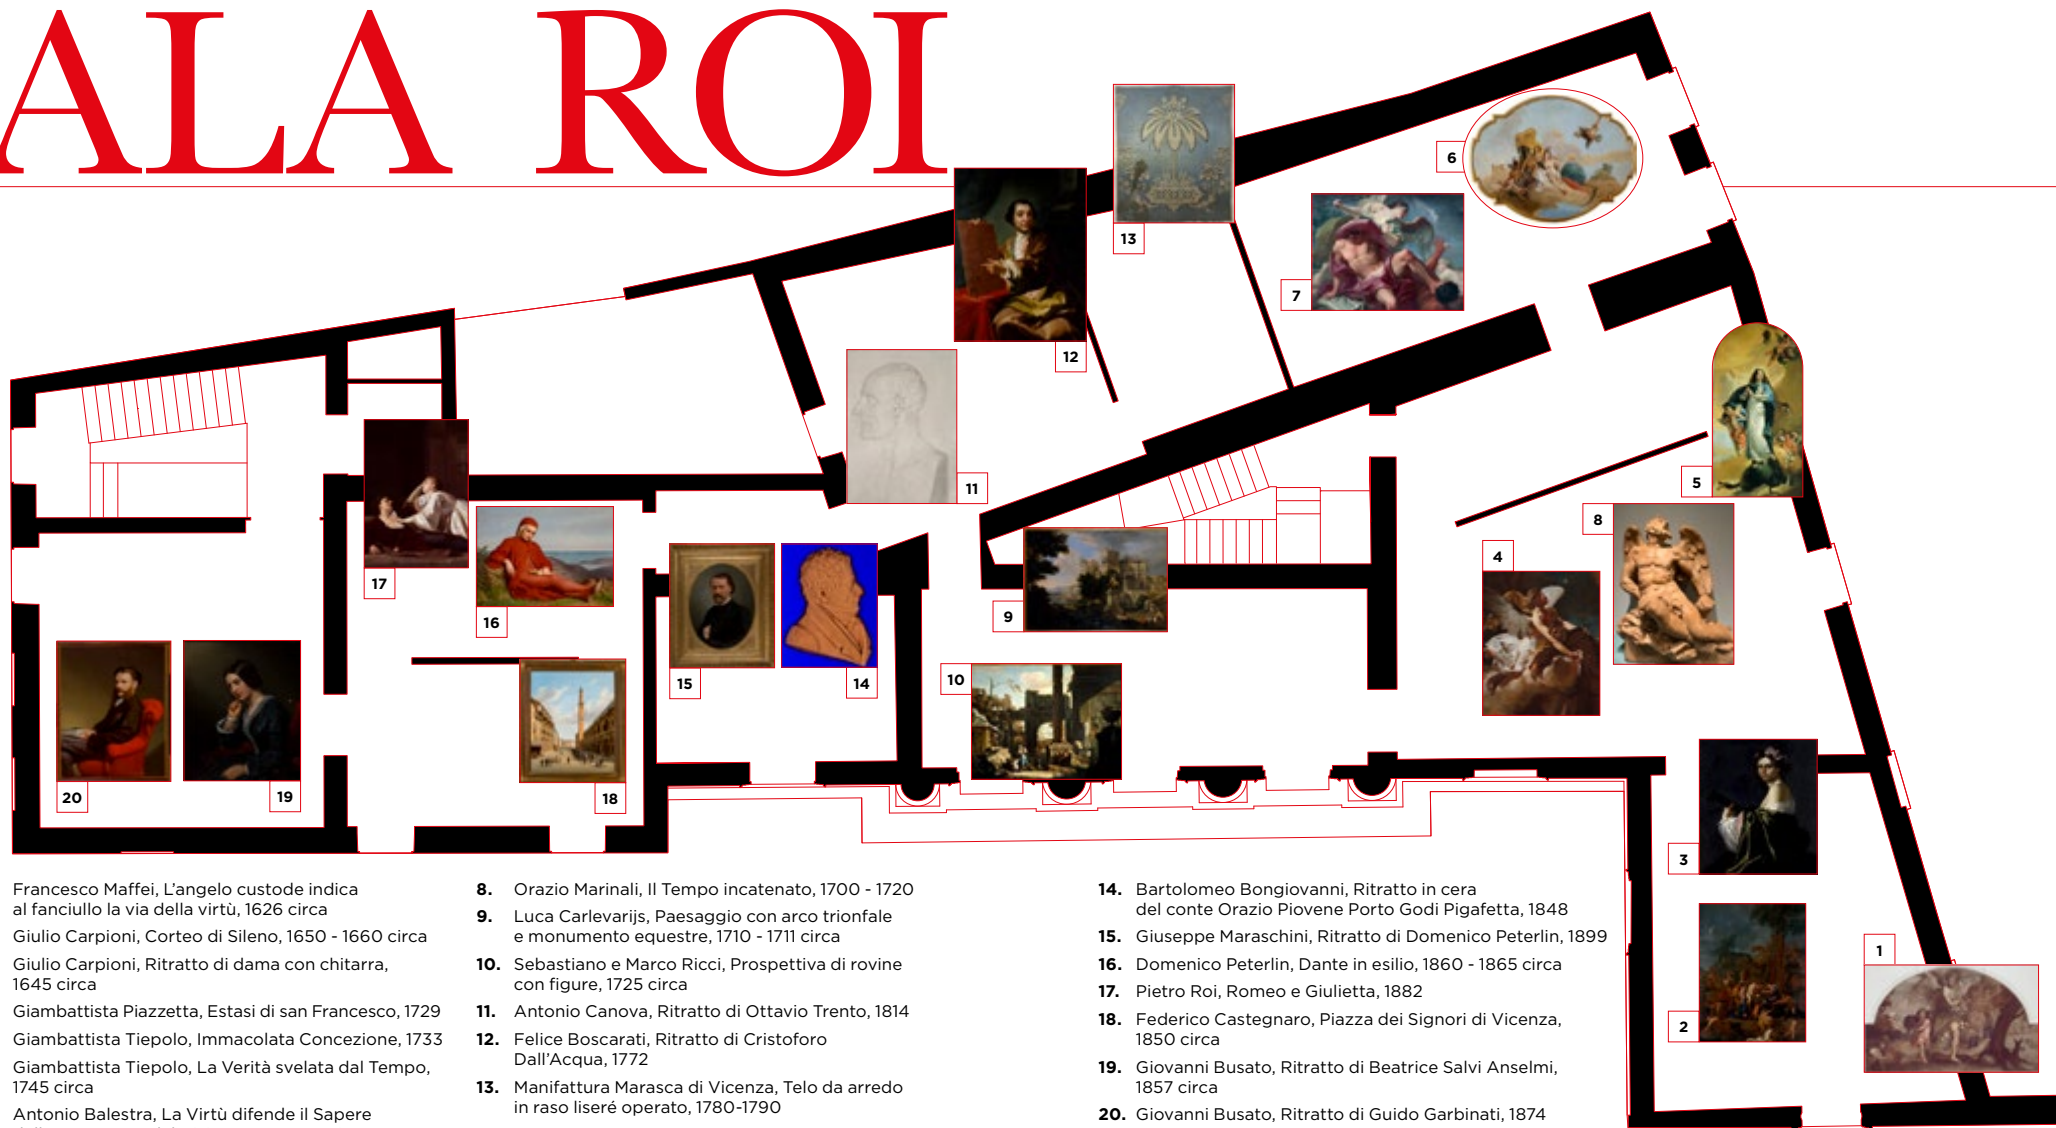 ALA ROI
13
6
7
12
11
5
8
4
17
16
9
15
14
10
20
19
18
3
1
2
Francesco Maffei, L'angelo custode indica
al fanciullo la via della virtù, 1626 circa
Giulio Carpioni, Corteo di Sileno, 1650 - 1660 circa
Giulio Carpioni, Ritratto di dama con chitarra,
1645 circa
Giambattista Piazzetta, Estasi di san Francesco, 1729
Giambattista Tiepolo, Immacolata Concezione, 1733
Giambattista Tiepolo, La Verità svelata dal Tempo,
1745 circa
Antonio Balestra, La Virtù difende il Sapere
8. Orazio Marinali, Il Tempo incatenato, 1700 - 1720
9. Luca Carlevarijs, Paesaggio con arco trionfale
e monumento equestre, 1710 - 1711 circa
10. Sebastiano e Marco Ricci, Prospettiva di rovine
con figure, 1725 circa
11. Antonio Canova, Ritratto di Ottavio Trento, 1814
12. Felice Boscarati, Ritratto di Cristoforo
Dall'Acqua, 1772
13. Manifattura Marasca di Vicenza, Telo da arredo
in raso liseré operato, 1780-1790
14. Bartolomeo Bongiovanni, Ritratto in cera
del conte Orazio Piovene Porto Godi Pigafetta, 1848
15. Giuseppe Maraschini, Ritratto di Domenico Peterlin, 1899
16. Domenico Peterlin, Dante in esilio, 1860 - 1865 circa
17. Pietro Roi, Romeo e Giulietta, 1882
18. Federico Castegnaro, Piazza dei Signori di Vicenza,
1850 circa
19. Giovanni Busato, Ritratto di Beatrice Salvi Anselmi,
1857 circa
20. Giovanni Busato, Ritratto di Guido Garbinati, 1874